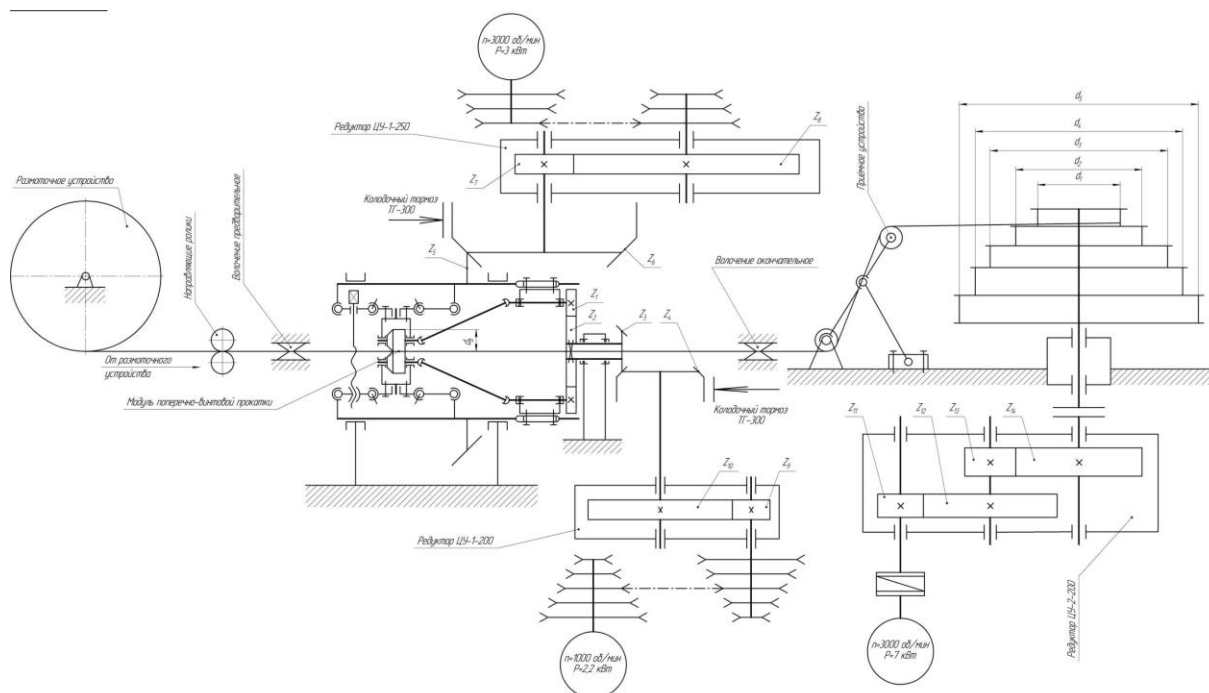 n=3000 об/мин
P=3 кВт
Редуктор ЦУ-1-250
Z₈
Z₇
Колодочный тормоз
ТГ-300
Z₅
Z₆
Размоточное устройство
Направляющие ролики
Волочение предварительное
От размоточного
устройства
Модуль поперечно-винтовой прокатки
Z₁
Z₂
Z₃
Z₄
Волочение окончательное
Колодочный тормоз
ТГ-300
Приёмное устройство
d₅
d₄
d₃
d₂
d₁
Z₁₀
Z₉
Редуктор ЦУ-1-200
n=1000 об/мин
P=2,2 кВт
Z₁₁
Z₁₂
Z₁₃
Z₁₄
Редуктор ЦУ-2-200
n=3000 об/мин
P=7 кВт